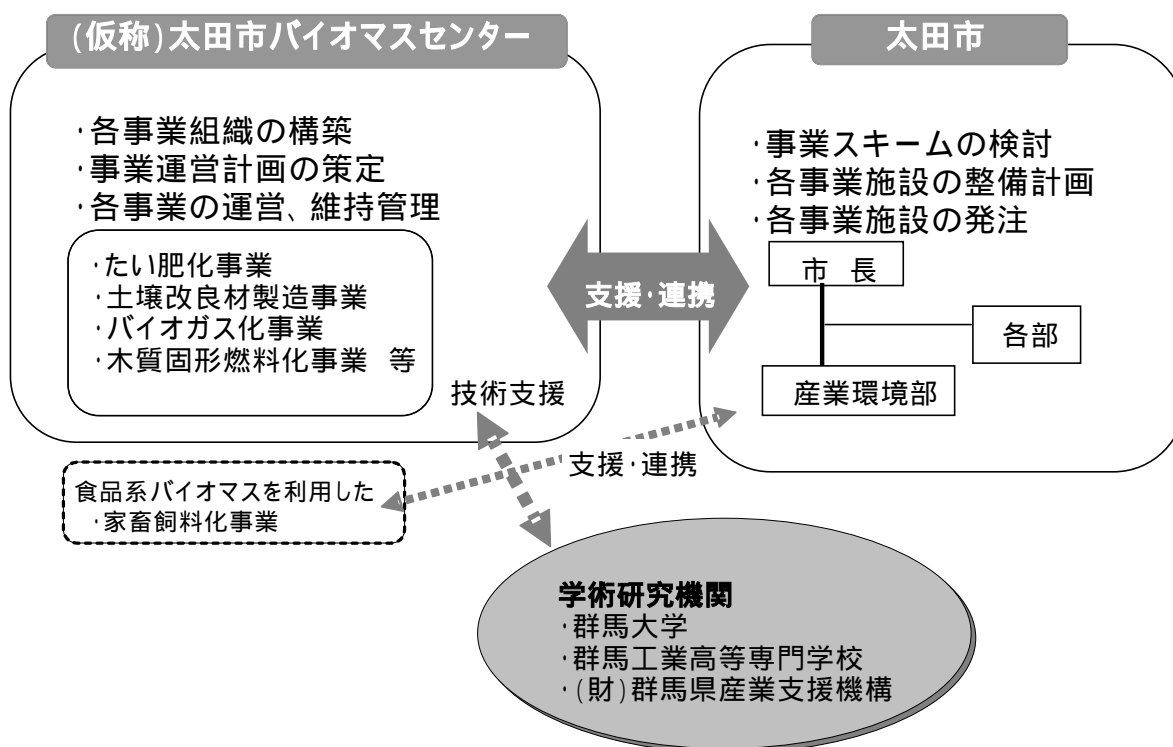 (仮称)太田市バイオマスセンター
・各事業組織の構築
・事業運営計画の策定
・各事業の運営、維持管理
・たい肥化事業
・土壌改良材製造事業
・バイオガス化事業
・木質固形燃料化事業 等
技術支援
支援・連携
太田市
・事業スキームの検討
・各事業施設の整備計画
・各事業施設の発注
市 長
各部
産業環境部
支援・連携
食品系バイオマスを利用した
・家畜飼料化事業
学術研究機関
・群馬大学
・群馬工業高等専門学校
・(財)群馬県産業支援機構